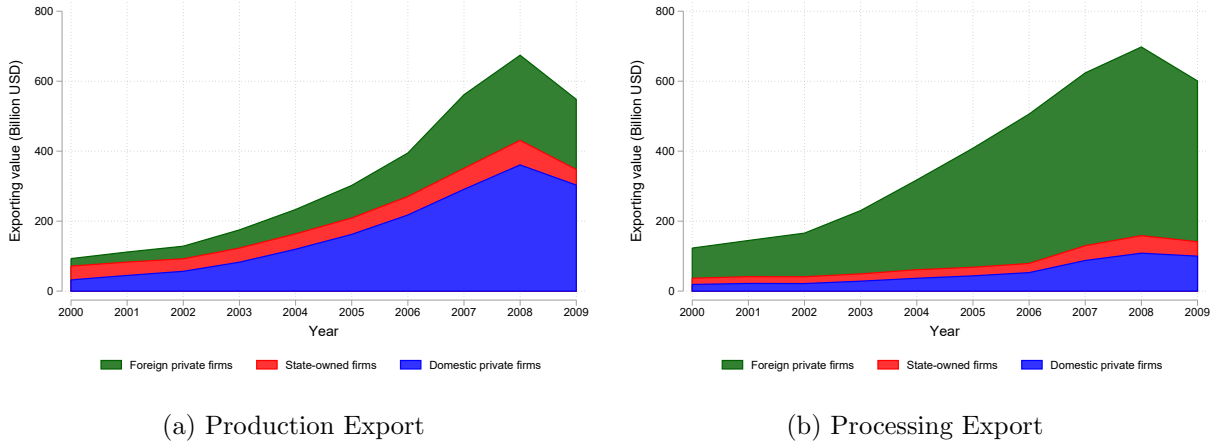 800
600
400
200
0
Exporting value (Billion USD)
2000 2001 2002 2003 2004 2005 2006 2007 2008 2009
Year
Foreign private firms State-owned firms Domestic private firms
(a) Production Export
800
600
400
200
0
Exporting value (Billion USD)
2000 2001 2002 2003 2004 2005 2006 2007 2008 2009
Year
Foreign private firms State-owned firms Domestic private firms
(b) Processing Export